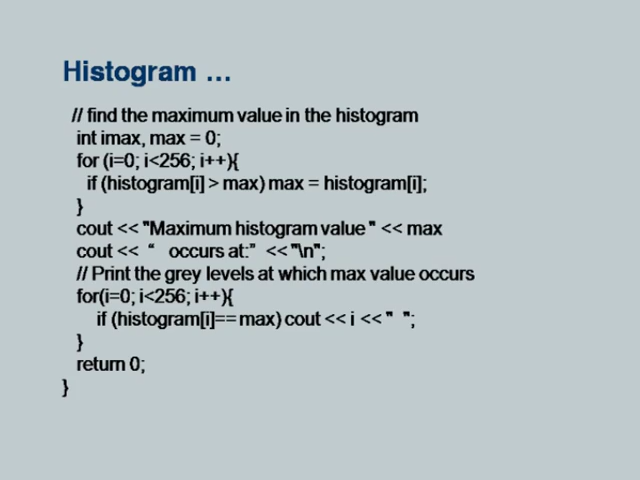 Histogram ...
// find the maximum value in the histogram
int imax, max = 0;
for (i=0; i<256; i++){
if (histogram[i] > max) max = histogram[i];
}
cout << "Maximum histogram value " << max
cout << “ occurs at:” << "\n";
// Print the grey levels at which max value occurs
for(i=0; i<256; i++){
if (histogram[i]== max) cout << i << " ";
}
return 0;
}